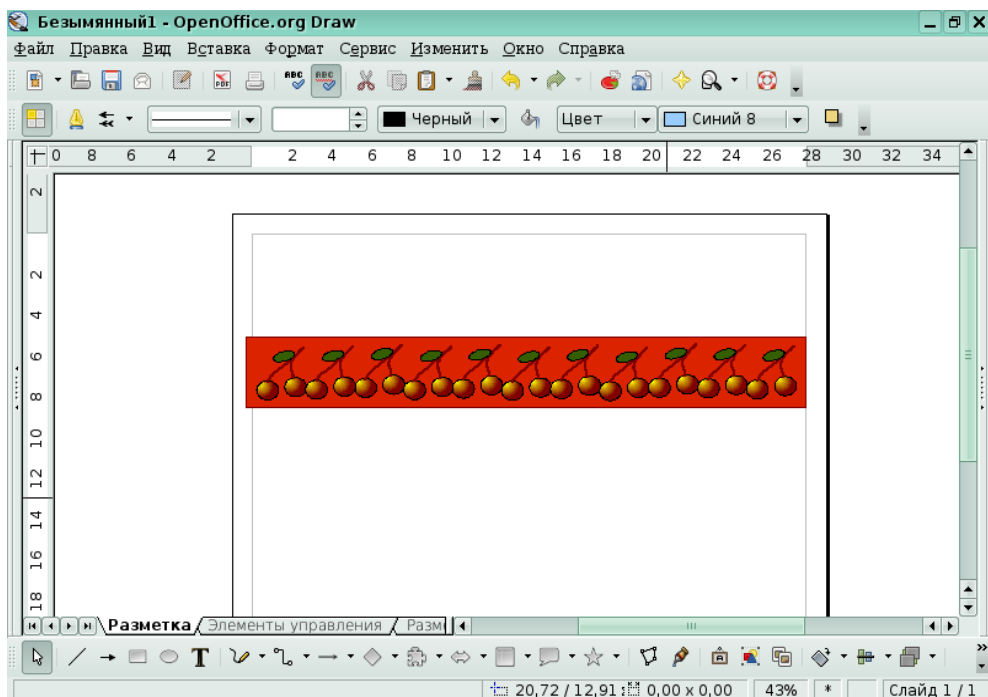 Безымянный1 - OpenOffice.org Draw
Файл Правка Вид Вставка Формат Сервис Изменить Окно Справка
PDF ABC ABC
Черный Цвет Синий 8
0 8 6 4 2 2 4 6 8 10 12 14 16 18 20 22 24 26 28 30 32 34
2
2
4
6
8
10
12
14
16
18
Разметка Элементы управления Разм
T
20,72 / 12,91 0,00 x 0,00 43% * Слайд 1 / 1